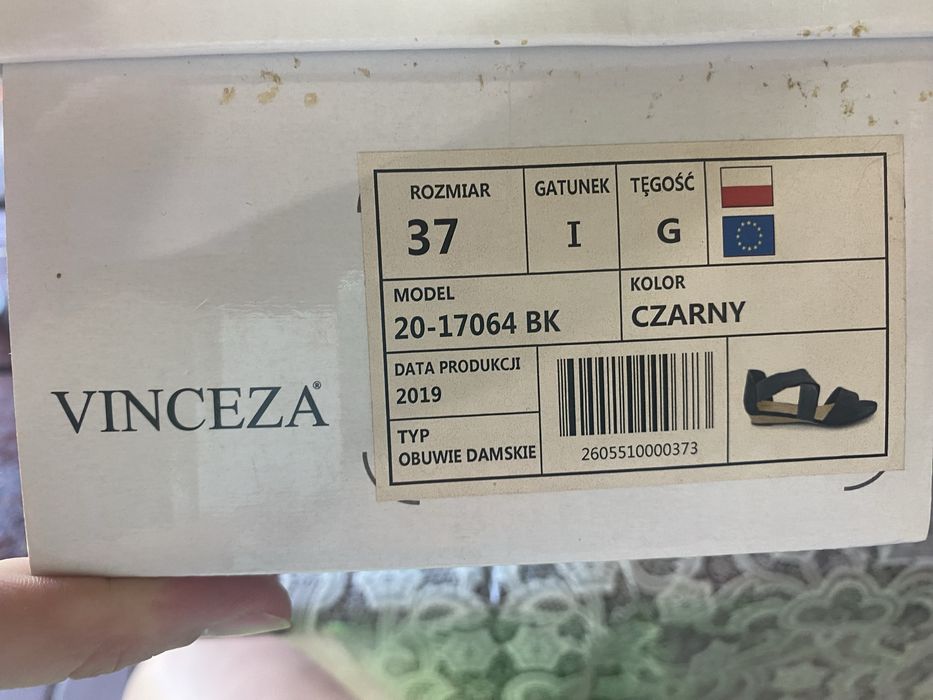 VINCEZA®
ROZMIAR
37
GATUNEK
I
TĘGOŚĆ
G
MODEL
20-17064 BK
KOLOR
CZARNY
DATA PRODUKCJI
2019
TYP
OBUWIE DAMSKIE
2605510000373